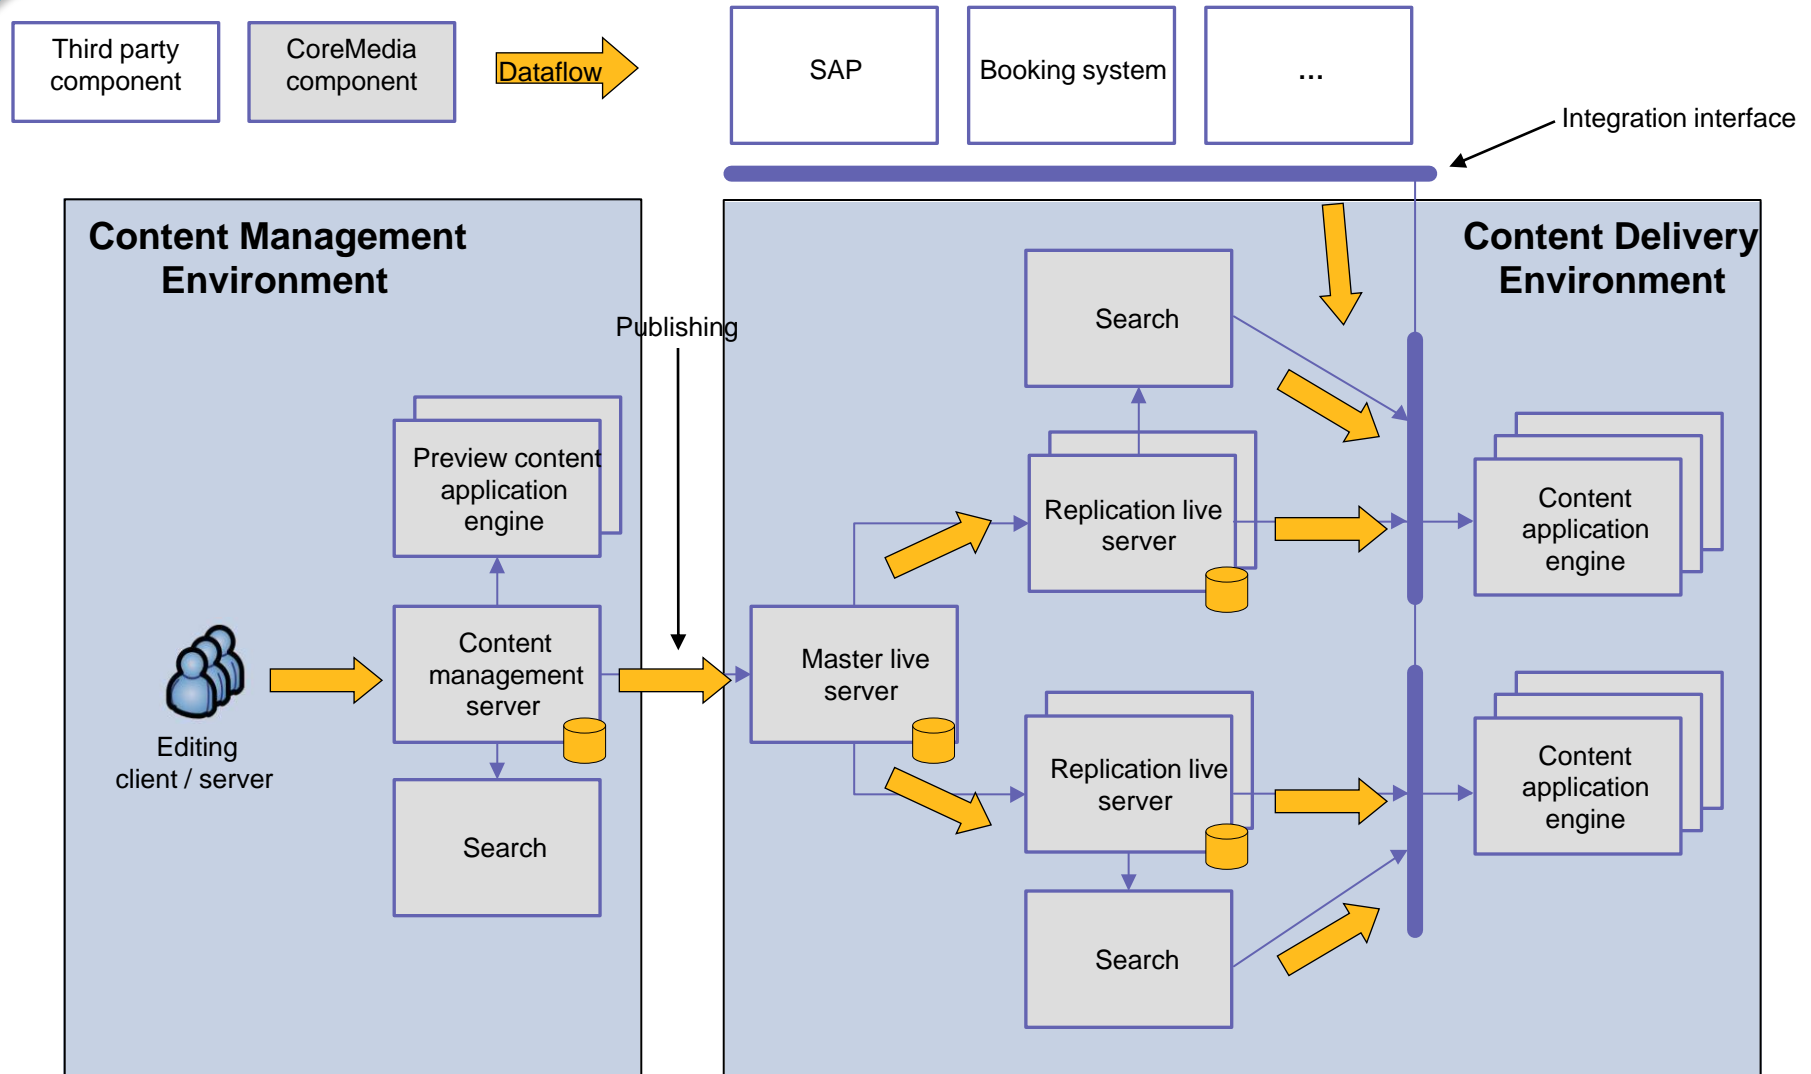 Third party
component
CoreMedia
component
Dataflow
SAP
Booking system
...
Integration interface
Content Management
Environment
Content Delivery
Environment
Publishing
Search
Preview content
application
engine
Replication live
server
Content
application
engine
Content
management
server
Master live
server
Editing
client / server
Replication live
server
Content
application
engine
Search
Search